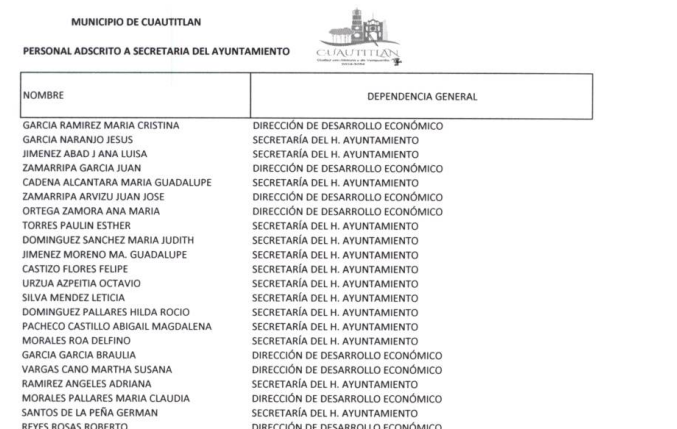 MUNICIPIO DE CUAUTITLAN
PERSONAL ADSCRITO A SECRETARIA DEL AYUNTAMIENTO
CUAUTITLAN
NOMBRE DEPENDENCIA GENERAL
GARCIA RAMIREZ MARIA CRISTINA DIRECCIÓN DE DESARROLLO ECONÓMICO
GARCIA NARANJO JESUS SECRETARÍA DEL H. AYUNTAMIENTO
JIMENEZ ABAD J ANA LUISA SECRETARÍA DEL H. AYUNTAMIENTO
ZAMARRIPA GARCIA JUAN DIRECCIÓN DE DESARROLLO ECONÓMICO
CADENA ALCANTARA MARIA GUADALUPE SECRETARÍA DEL H. AYUNTAMIENTO
ZAMARRIPA ARVIZU JUAN JOSE DIRECCIÓN DE DESARROLLO ECONÓMICO
ORTEGA ZAMORA ANA MARIA DIRECCIÓN DE DESARROLLO ECONÓMICO
TORRES PAULIN ESTHER SECRETARÍA DEL H. AYUNTAMIENTO
DOMINGUEZ SANCHEZ MARIA JUDITH SECRETARÍA DEL H. AYUNTAMIENTO
JIMENEZ MORENO MA. GUADALUPE SECRETARÍA DEL H. AYUNTAMIENTO
CASTIZO FLORES FELIPE SECRETARÍA DEL H. AYUNTAMIENTO
URZUA AZPEITIA OCTAVIO SECRETARÍA DEL H. AYUNTAMIENTO
SILVA MENDEZ LETICIA SECRETARÍA DEL H. AYUNTAMIENTO
DOMINGUEZ PALLARES HILDA ROCIO SECRETARÍA DEL H. AYUNTAMIENTO
PACHECO CASTILLO ABIGAIL MAGDALENA SECRETARÍA DEL H. AYUNTAMIENTO
MORALES ROA DELFINO SECRETARÍA DEL H. AYUNTAMIENTO
GARCIA GARCIA BRAULIA DIRECCIÓN DE DESARROLLO ECONÓMICO
VARGAS CANO MARTHA SUSANA DIRECCIÓN DE DESARROLLO ECONÓMICO
RAMIREZ ANGELES ADRIANA SECRETARÍA DEL H. AYUNTAMIENTO
MORALES PALLARES MARIA CLAUDIA DIRECCIÓN DE DESARROLLO ECONÓMICO
SANTOS DE LA PEÑA GERMAN SECRETARÍA DEL H. AYUNTAMIENTO
REYES ROSAS ROBERTO DIRECCIÓN DE DESARROLLO ECONÓMICO